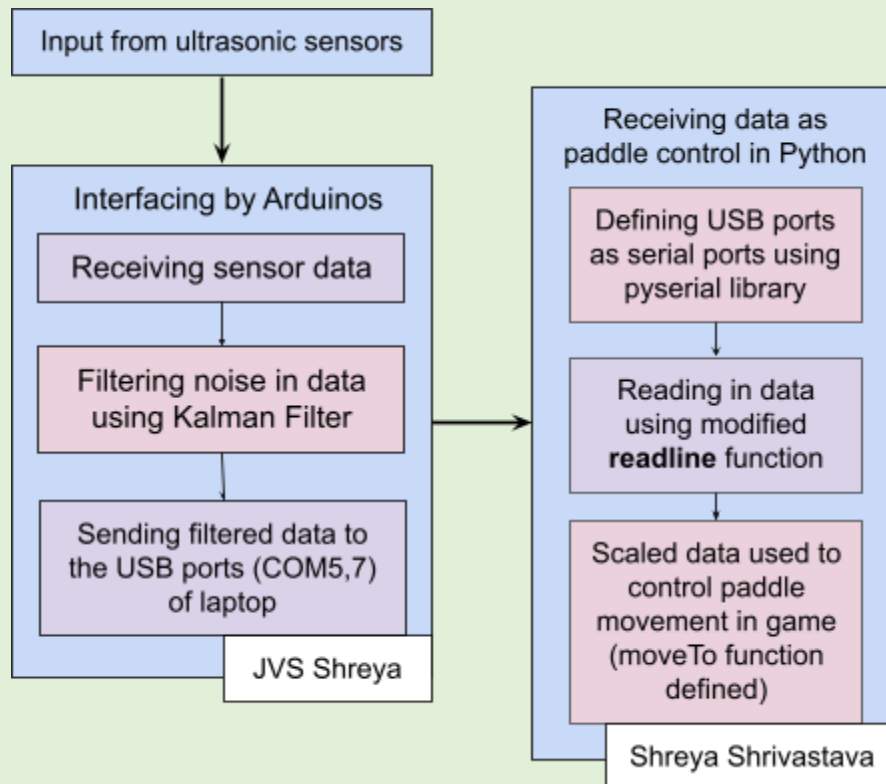 Input from ultrasonic sensors
Interfacing by Arduinos
Receiving sensor data
Filtering noise in data
using Kalman Filter
Sending filtered data to
the USB ports (COM5,7)
of laptop
JVS Shreya
Receiving data as
paddle control in Python
Defining USB ports
as serial ports using
pyserial library
Reading in data
using modified
readline function
Scaled data used to
control paddle
movement in game
(moveTo function
defined)
Shreya Shrivastava